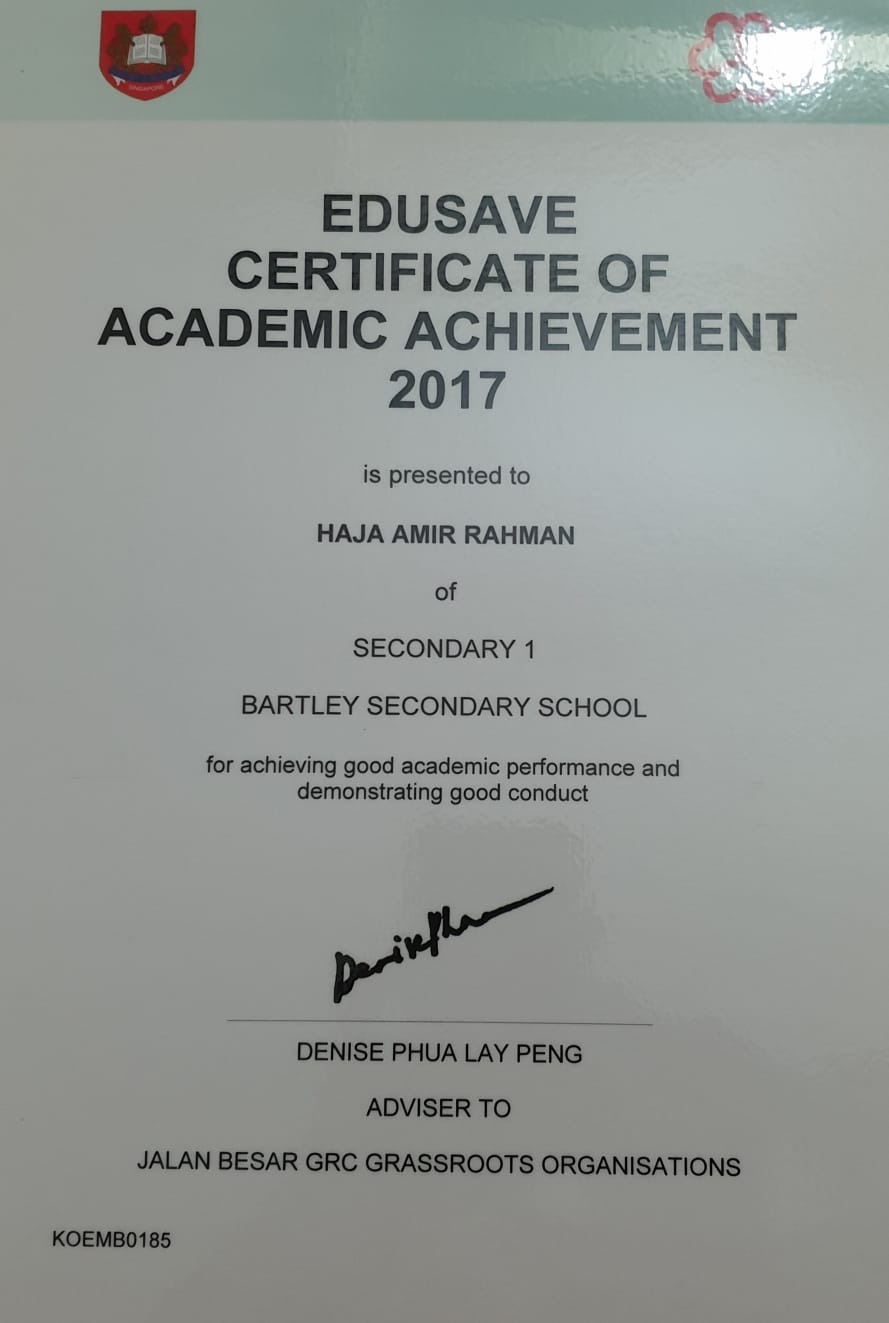 SINGAPORE
EDUSAVE
CERTIFICATE OF
ACADEMIC ACHIEVEMENT
2017
is presented to
HAJA AMIR RAHMAN
of
SECONDARY 1
BARTLEY SECONDARY SCHOOL
for achieving good academic performance and
demonstrating good conduct
DENISE PHUA LAY PENG
ADVISER TO
JALAN BESAR GRC GRASSROOTS ORGANISATIONS
KOEMB0185